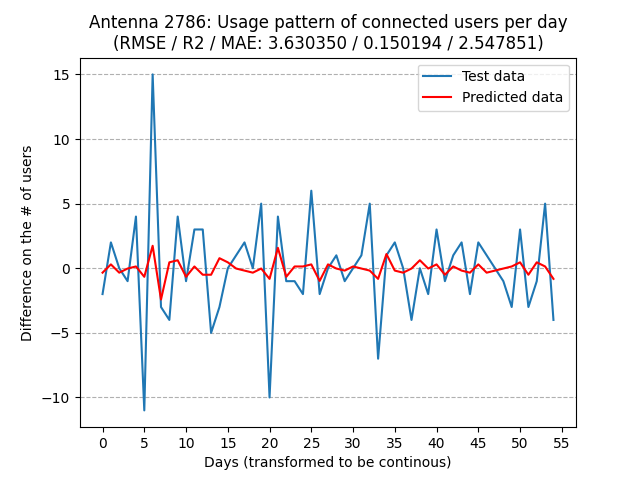 Antenna 2786: Usage pattern of connected users per day
(RMSE / R2 / MAE: 3.630350 / 0.150194 / 2.547851)
Test data
Predicted data
Difference on the # of users
15
10
5
0
−5
−10
0 5 10 15 20 25 30 35 40 45 50 55
Days (transformed to be continous)